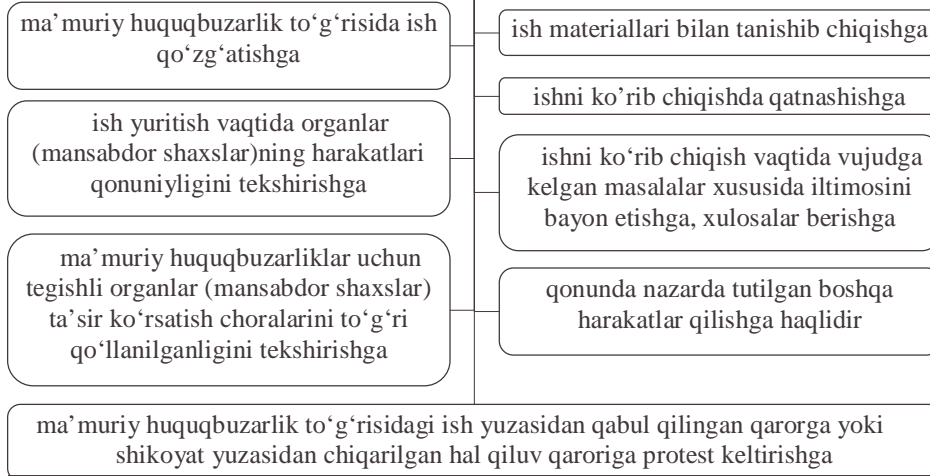 ma’muriy huquqbuzarlik to‘g‘risida ish
qo‘zg‘atishga
ish yuritish vaqtida organlar
(mansabdor shaxslar)ning harakatlari
qonuniyligini tekshirishga
ma’muriy huquqbuzarliklar uchun
tegishli organlar (mansabdor shaxslar)
ta’sir ko‘rsatish choralarini to‘g‘ri
qo‘llanilganligini tekshirishga
ish materiallari bilan tanishib chiqishga
ishni ko‘rib chiqishda qatnashishga
ishni ko‘rib chiqish vaqtida vujudga
kelgan masalalar xususida iltimosini
bayon etishga, xulosalar berishga
qonunda nazarda tutilgan boshqa
harakatlar qilishga haqlidir
ma’muriy huquqbuzarlik to‘g‘risidagi ish yuzasidan qabul qilingan qarorga yoki
shikoyat yuzasidan chiqarilgan hal qiluv qaroriga protest keltirishga